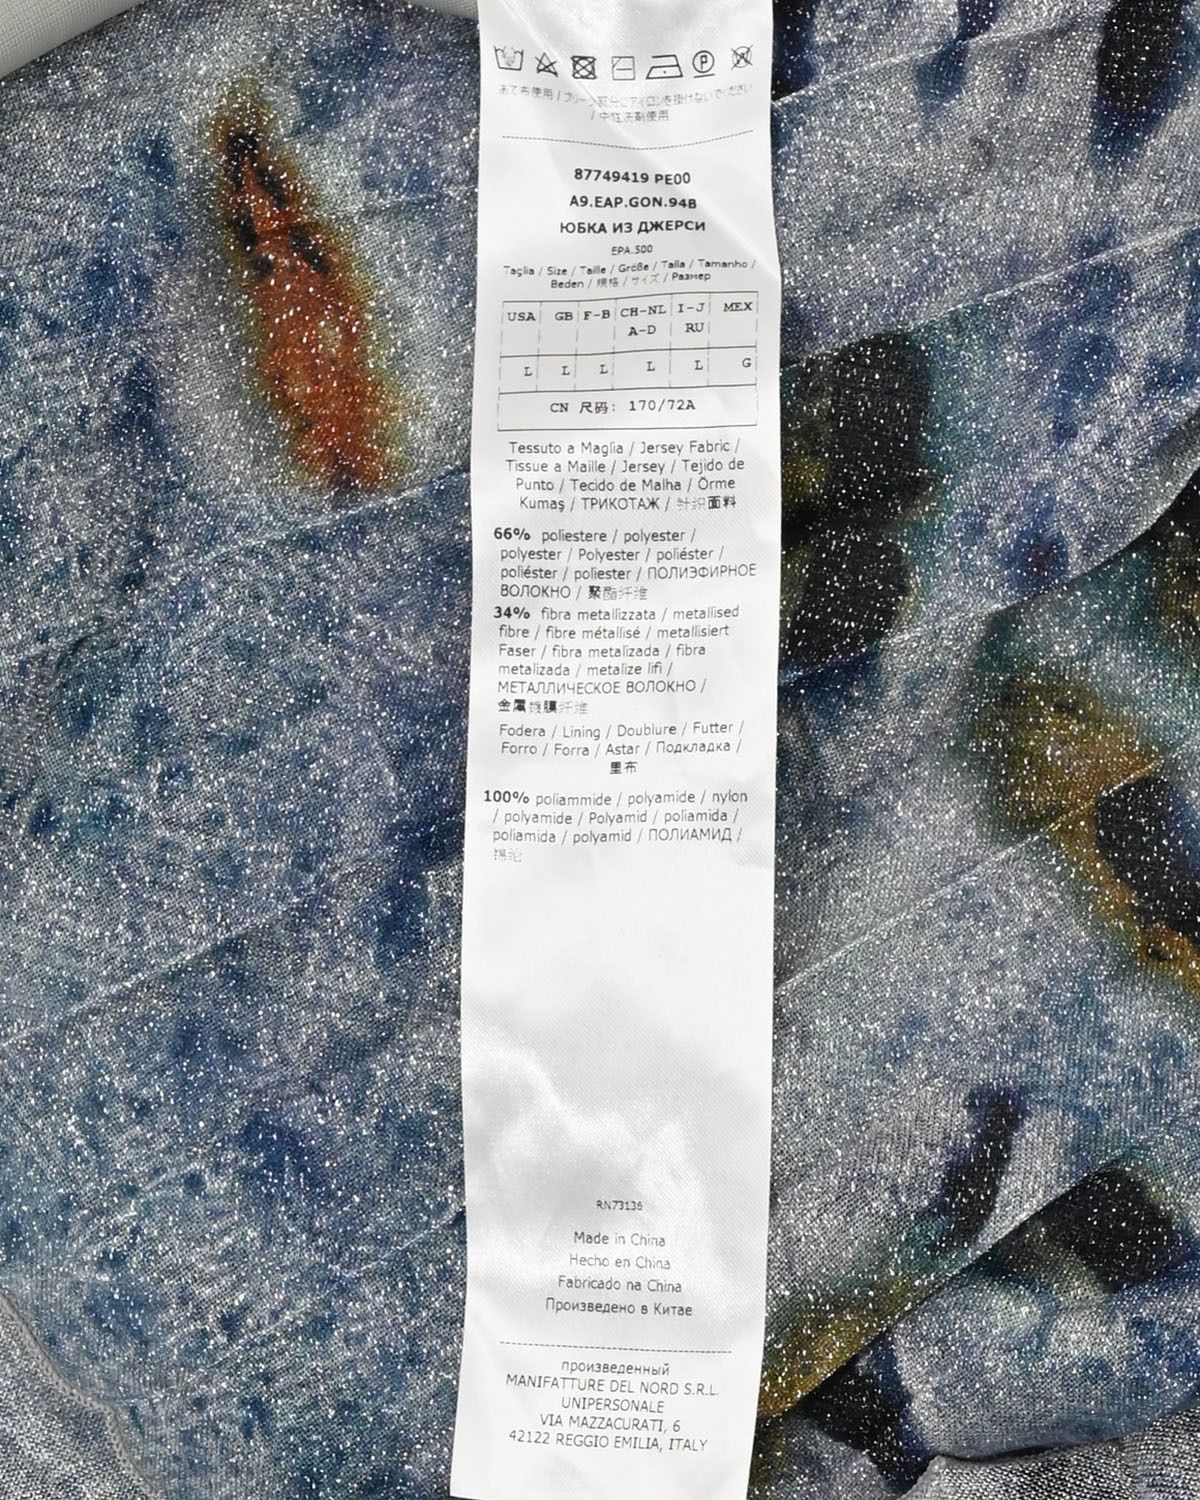 あて布使用 / プリーツ部分にアイロンを掛けないでください
/ 中性洗剤使用
87749419 PE00
A9.EAP.GON.94B
ЮБКА ИЗ ДЖЕРСИ
EPA.500
Taglia / Size / Taille / Größe / Talla / Tamanho /
Beden / 規格 / サイズ / Размер
USA GB F-B CH-NL I-J MEX
A-D RU
L L L L L G
CN 尺码: 170/72A
Tessuto a Maglia / Jersey Fabric /
Tissue a Maille / Jersey / Tejido de
Punto / Tecido de Malha / Örme
Kumaş / ТРИКОТАЖ / 针织面料
66% poliestere / polyester /
polyester / Polyester / poliéster /
poliéster / poliester / ПОЛИЭФИРНОЕ
ВОЛОКНО / 聚酯纤维
34% fibra metallizzata / metallised
fibre / fibre métallisé / metallisiert
Faser / fibra metalizada / fibra
metalizada / metalize lifi /
МЕТАЛЛИЧЕСКОЕ ВОЛОКНО /
金属镀膜纤维
Fodera / Lining / Doublure / Futter /
Forro / Forra / Astar / Подкладка /
里布
100% poliammide / polyamide / nylon
/ polyamide / Polyamid / poliamida /
poliamida / polyamid / ПОЛИАМИД /
锦纶
RN73136
Made in China
Hecho en China
Fabricado na China
Произведено в Китае
произведенный
MANIFATTURE DEL NORD S.R.L.
UNIPERSONALE
VIA MAZZACURATI, 6
42122 REGGIO EMILIA, ITALY